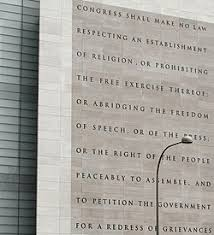 CONGRESS SHALL MAKE NO LAW
RESPECTING AN ESTABLISHMENT
OF RELIGION, OR PROHIBITING
THE FREE EXERCISE THEREOF;
OR ABRIDGING THE FREEDOM
OF SPEECH, OR OF THE PRESS;
OR THE RIGHT OF THE PEOPLE
PEACEABLY TO ASSEMBLE, AND
TO PETITION THE GOVERNMENT
FOR A REDRESS OF GRIEVANCES